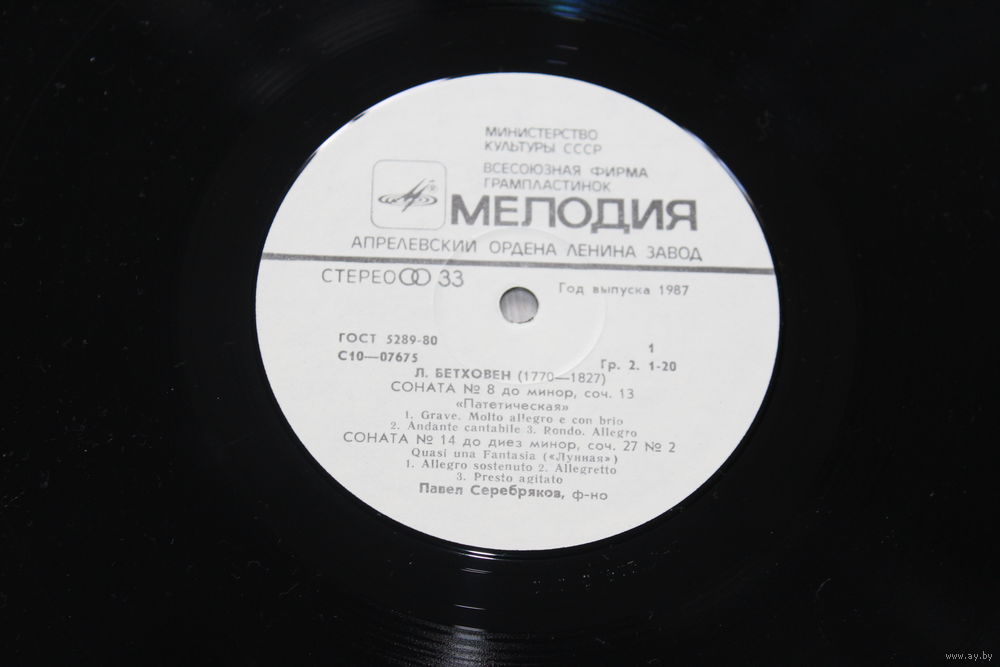 МИНИСТЕРСТВО
КУЛЬТУРЫ СССР
ВСЕСОЮЗНАЯ ФИРМА
ГРАМПЛАСТИНОК
МЕЛОДИЯ
АПРЕЛЕВСКИЙ ОРДЕНА ЛЕНИНА ЗАВОД
СТЕРЕО 33
Год выпуска 1987
ГОСТ 5289-80
С10—07675
1
Гр. 2. 1-20
Л. БЕТХОВЕН (1770—1827)
СОНАТА № 8 до минор, соч. 13
«Патетическая»
1. Grave. Molto allegro e con brio
2. Andante cantabile 3. Rondo. Allegro
СОНАТА № 14 до диез минор, соч. 27 № 2
Quasi una Fantasia («Лунная»)
1. Allegro sostenuto 2. Allegretto
3. Presto agitato
Павел Серебряков, ф-но
www.ay.by